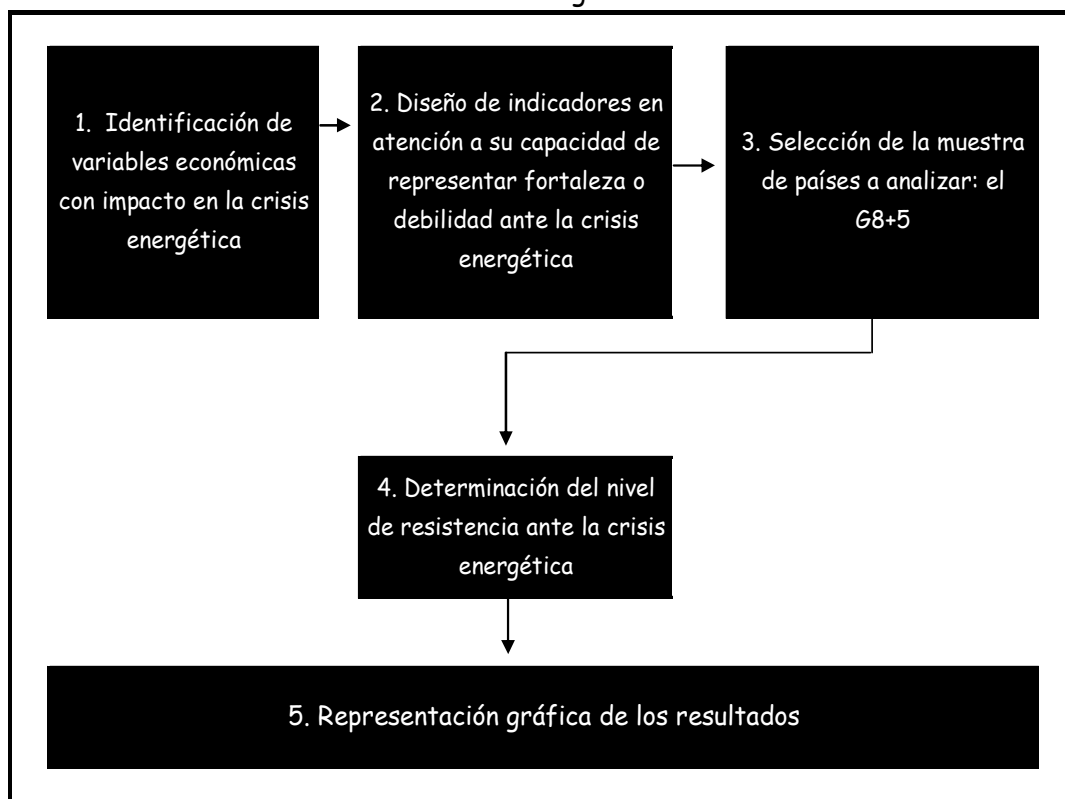 1. Identificación de
variables económicas
con impacto en la crisis
energética
2. Diseño de indicadores en
atención a su capacidad de
representar fortaleza o
debilidad ante la crisis
energética
3. Selección de la muestra
de países a analizar: el
G8+5
4. Determinación del nivel
de resistencia ante la crisis
energética
5. Representación gráfica de los resultados